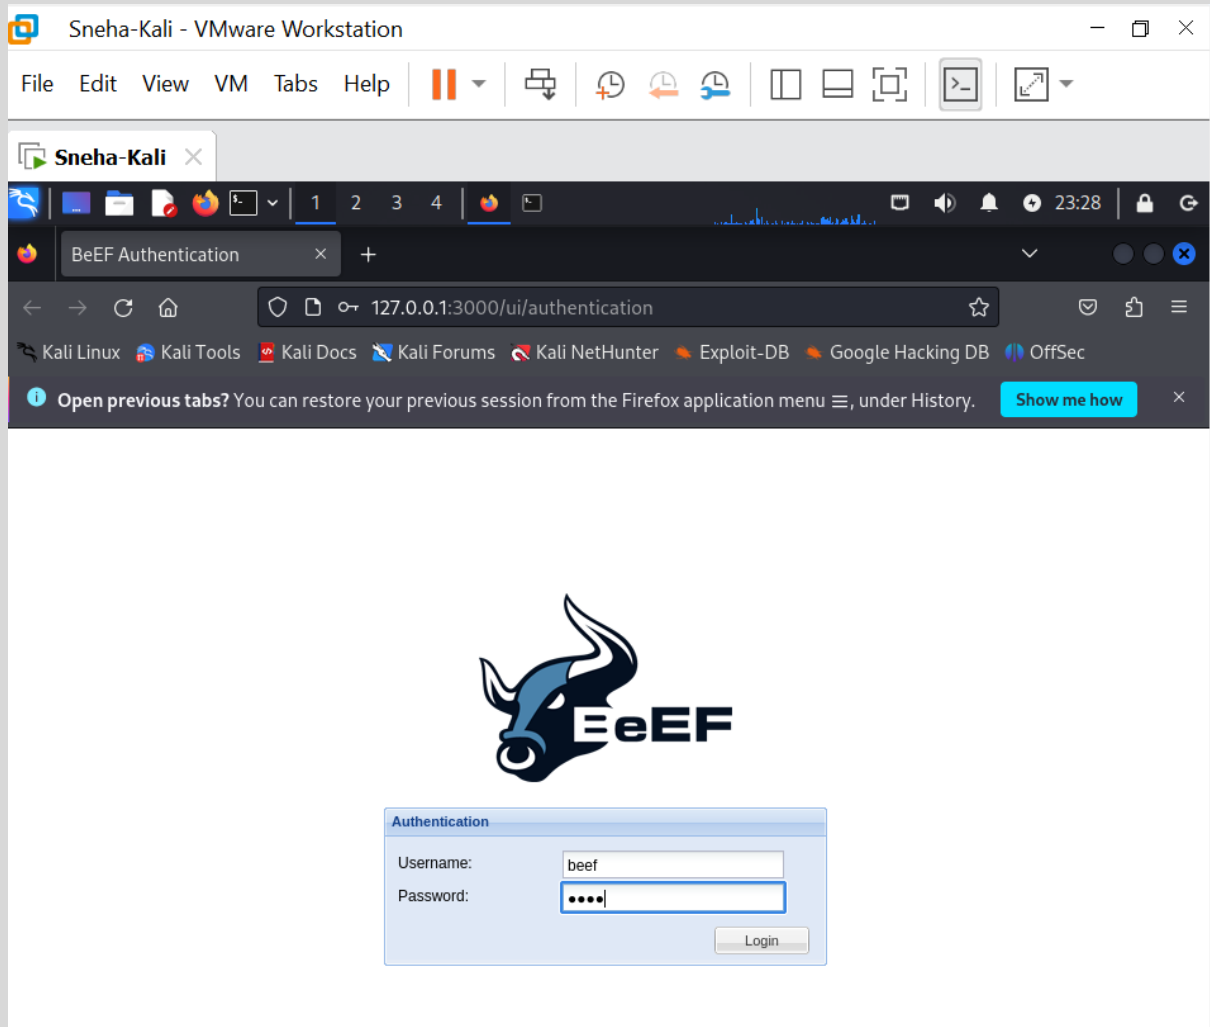 Sneha-Kali - VMware Workstation
File Edit View VM Tabs Help
Sneha-Kali
1 2 3 4 23:28
BeEF Authentication
127.0.0.1:3000/ui/authentication
Kali Linux Kali Tools Kali Docs Kali Forums Kali NetHunter Exploit-DB Google Hacking DB OffSec
Open previous tabs? You can restore your previous session from the Firefox application menu ☰, under History. Show me how
BeEF
Authentication
Username: beef
Password: ••••
Login